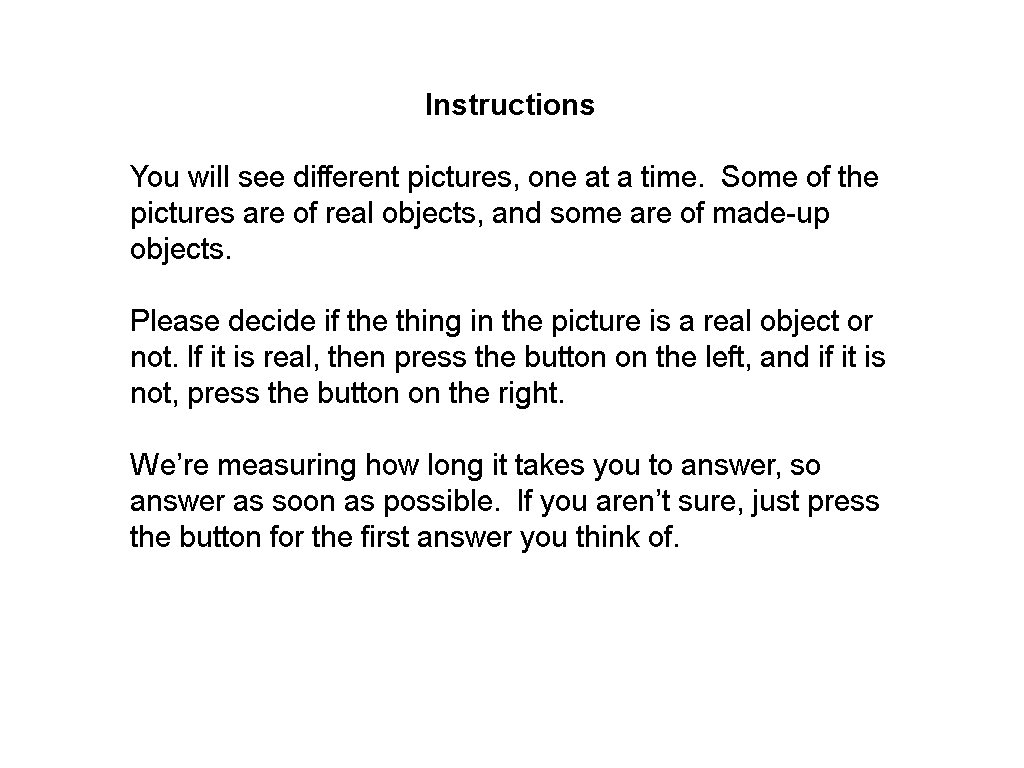 Instructions
You will see different pictures, one at a time.  Some of the
pictures are of real objects, and some are of made-up
objects.
Please decide if the thing in the picture is a real object or
not. If it is real, then press the button on the left, and if it is
not, press the button on the right.
We’re measuring how long it takes you to answer, so
answer as soon as possible.  If you aren’t sure, just press
the button for the first answer you think of.